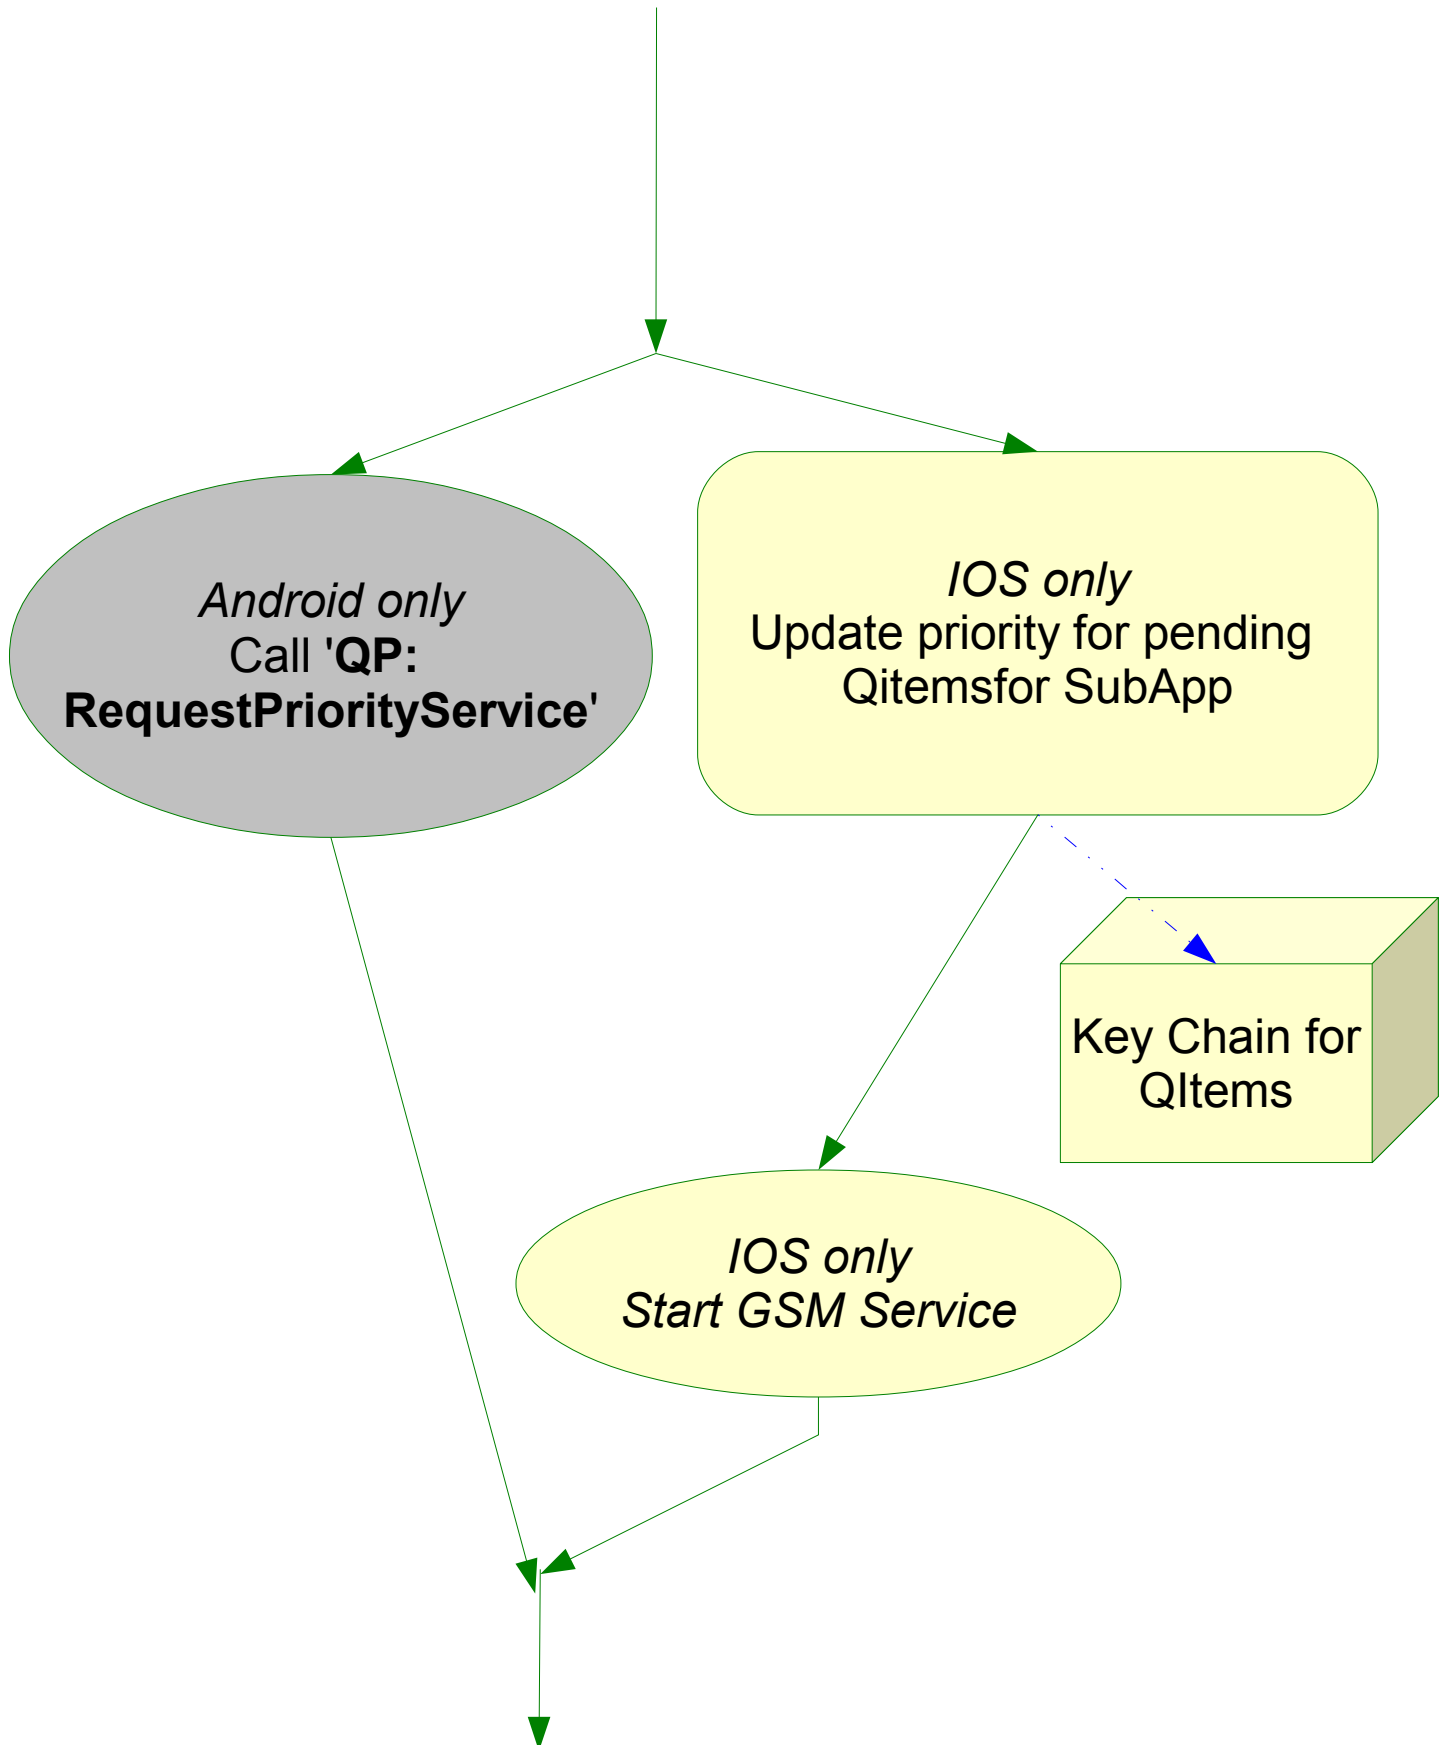 Android only
Call 'QP:
RequestPriorityService'
IOS only
Update priority for pending
Qitemsfor SubApp
Key Chain for
QItems
IOS only
Start GSM Service